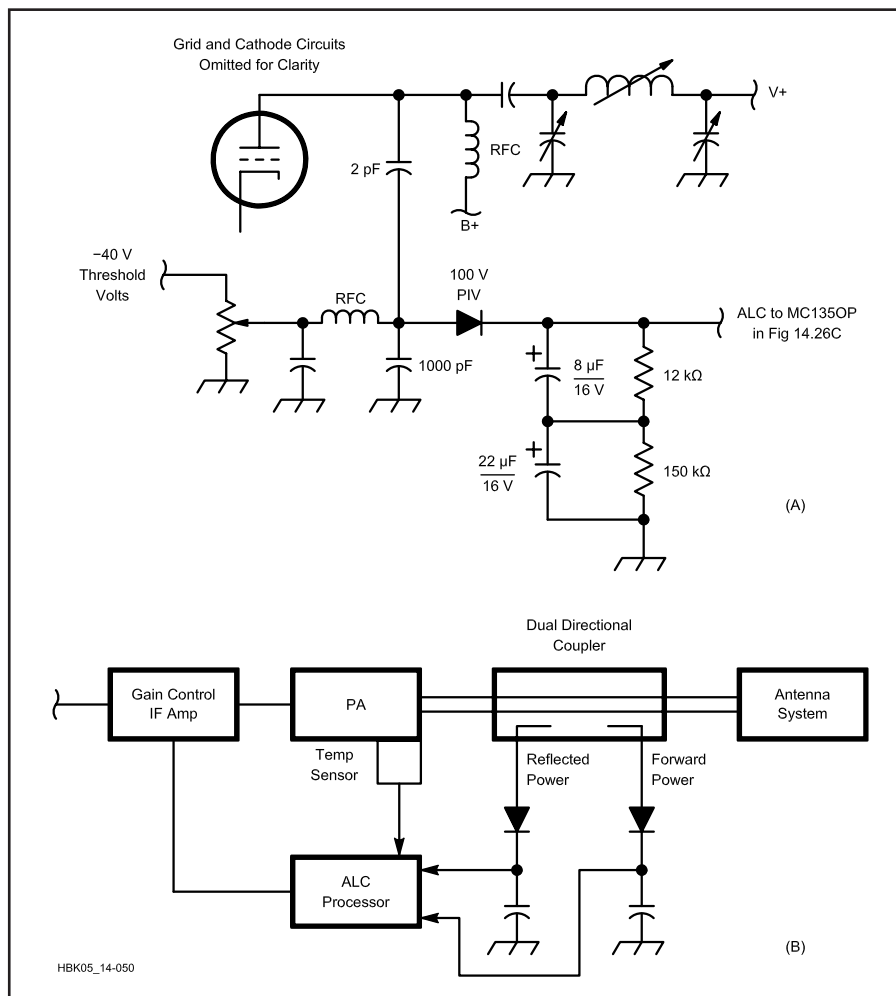 Grid and Cathode Circuits
Omitted for Clarity
V+
RFC
2 pF
B+
−40 V
Threshold
Volts
RFC
100 V
PIV
ALC to MC135OP
in Fig 14.26C
1000 pF
8 µF
16 V
12 kΩ
22 µF
16 V
150 kΩ
(A)
Dual Directional
Coupler
Gain Control
IF Amp
PA
Antenna
System
Temp
Sensor
Reflected
Power
Forward
Power
ALC
Processor
(B)
HBK05_14-050